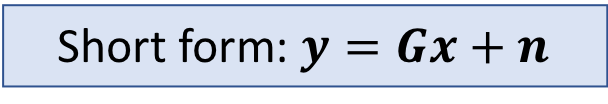 Short form: y = Gx + n